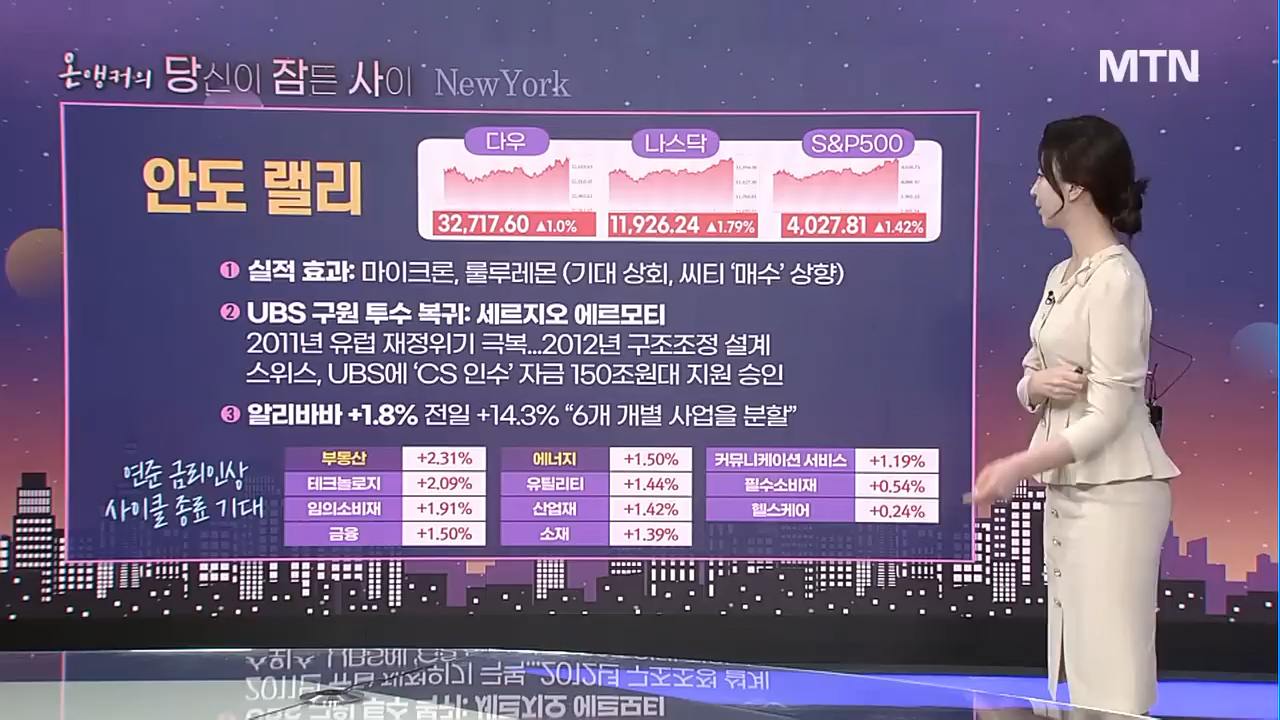 온앵커의 당신이 잠든 사이 NewYork
MTN
안도 랠리
다우
나스닥
S&P500
32,717.60 ▲1.0%
11,926.24 ▲1.79%
4,027.81 ▲1.42%
1 실적 효과: 마이크론, 룰루레몬 (기대 상회, 씨티 '매수' 상향)
2 UBS 구원 투수 복귀: 세르지오 에르모티
2011년 유럽 재정위기 극복...2012년 구조조정 설계
스위스, UBS에 'CS 인수' 자금 150조원대 지원 승인
3 알리바바 +1.8% 전일 +14.3% "6개 개별 사업을 분할"
연준 금리인상
사이클 종료 기대
부동산 +2.31%
테크놀로지 +2.09%
임의소비재 +1.91%
금융 +1.50%
에너지 +1.50%
유틸리티 +1.44%
산업재 +1.42%
소재 +1.39%
커뮤니케이션 서비스 +1.19%
필수소비재 +0.54%
헬스케어 +0.24%